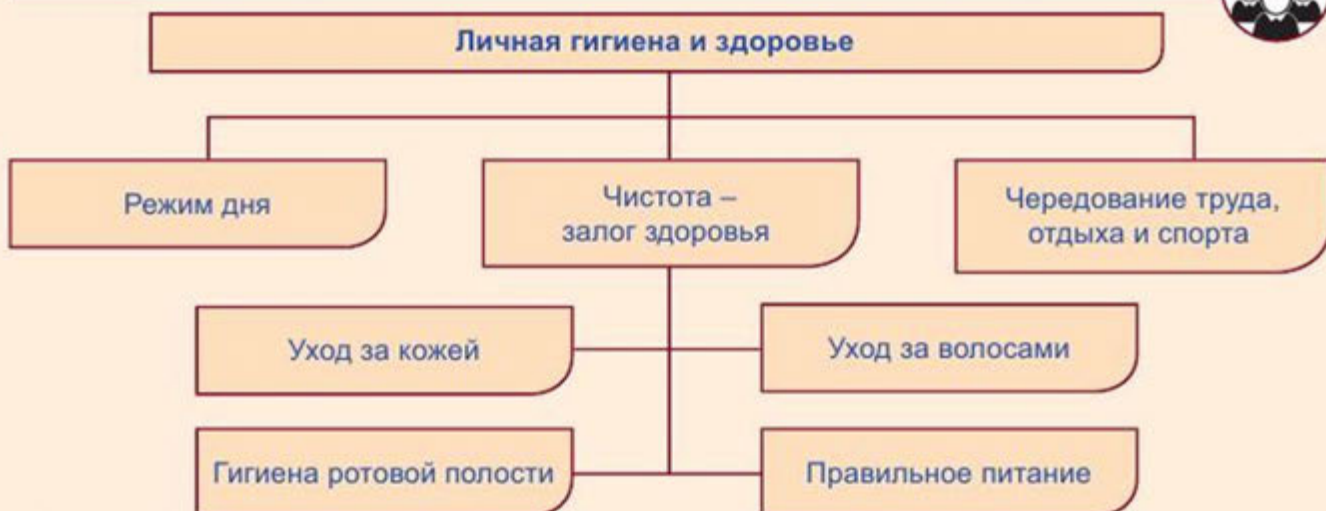 Личная гигиена и здоровье
Режим дня
Чистота –
залог здоровья
Чередование труда,
отдыха и спорта
Уход за кожей
Уход за волосами
Гигиена ротовой полости
Правильное питание